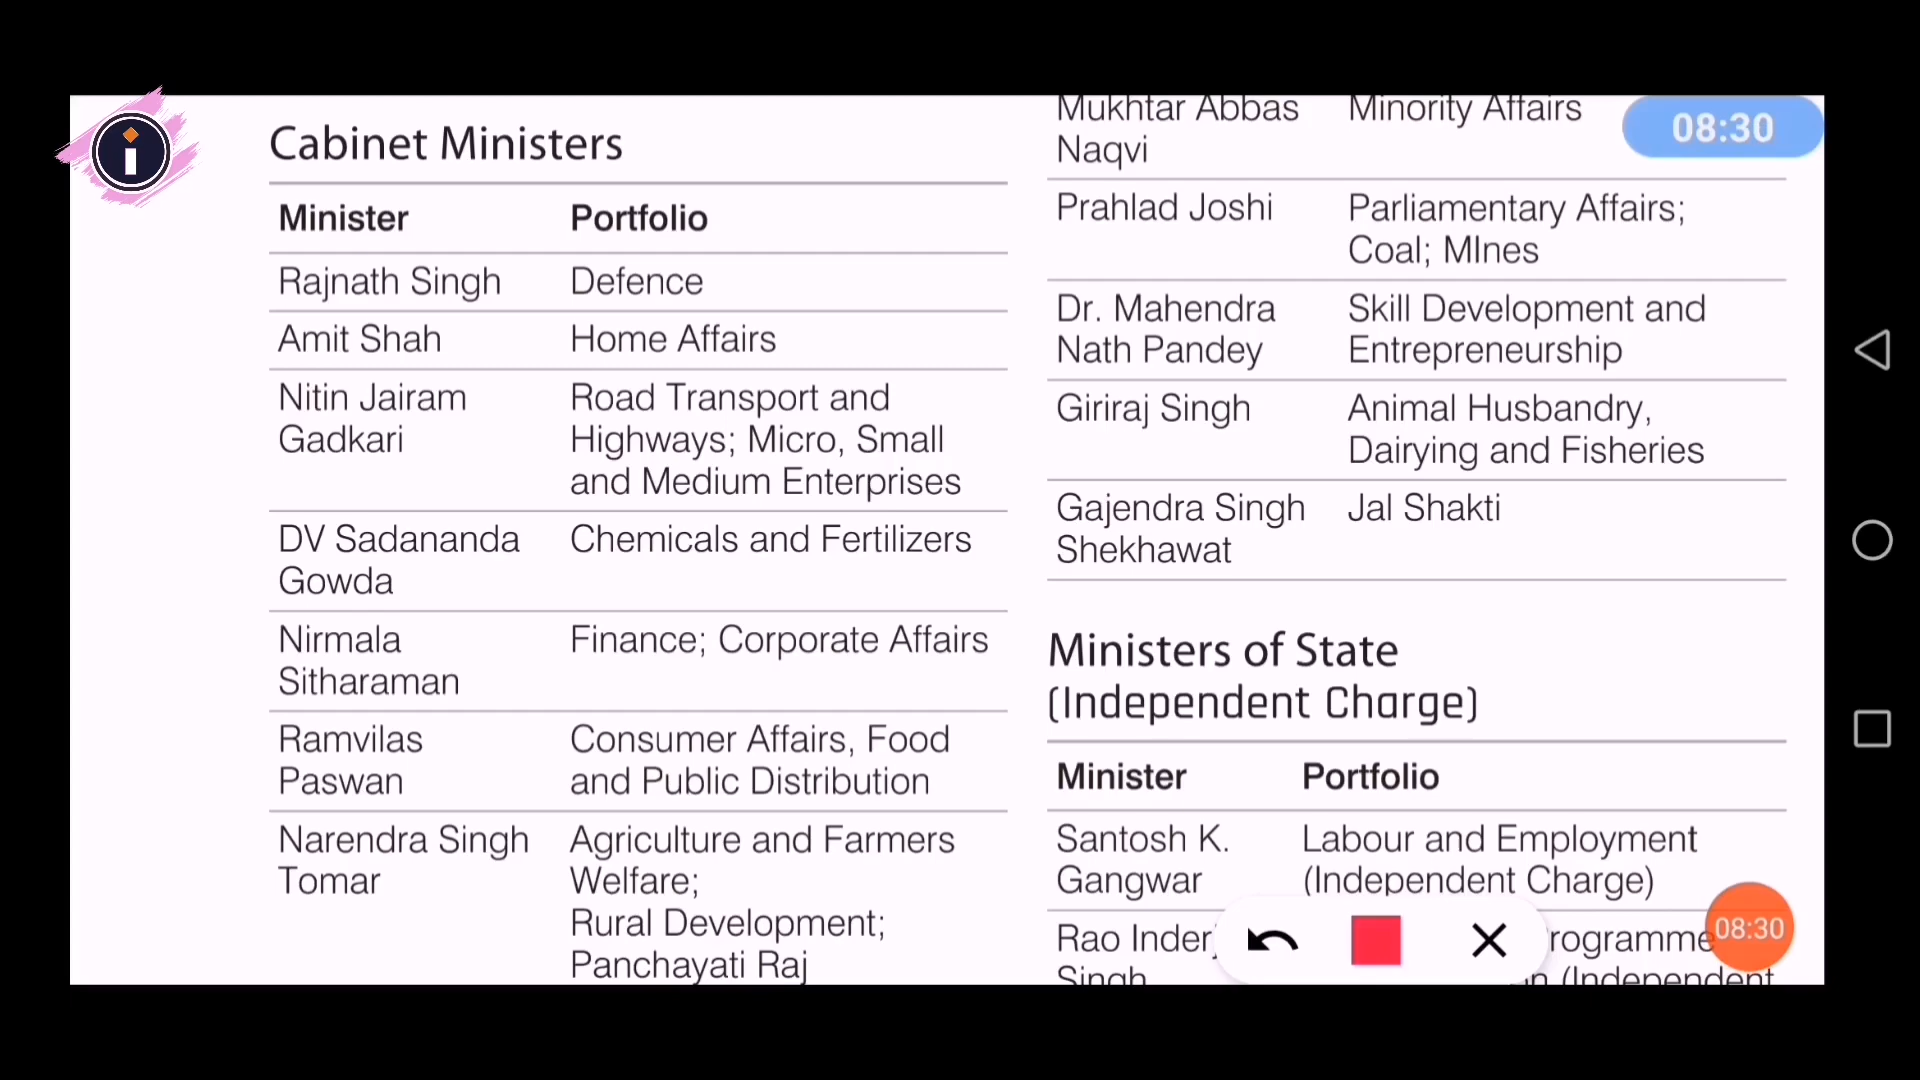 Cabinet Ministers
Minister Portfolio
Rajnath Singh Defence
Amit Shah Home Affairs
Nitin Jairam Road Transport and
Gadkari Highways; Micro, Small
and Medium Enterprises
DV Sadananda Chemicals and Fertilizers
Gowda
Nirmala Finance; Corporate Affairs
Sitharaman
Ramvilas Consumer Affairs, Food
Paswan and Public Distribution
Narendra Singh Agriculture and Farmers
Tomar Welfare;
Rural Development;
Panchayati Raj
Mukhtar Abbas Minority Affairs
Naqvi
08:30
Prahlad Joshi Parliamentary Affairs;
Coal; MInes
Dr. Mahendra Skill Development and
Nath Pandey Entrepreneurship
Giriraj Singh Animal Husbandry,
Dairying and Fisheries
Gajendra Singh Jal Shakti
Shekhawat
Ministers of State
(Independent Charge)
Minister Portfolio
Santosh K. Labour and Employment
Gangwar (Independent Charge)
Rao
Singh (Independent
08:30